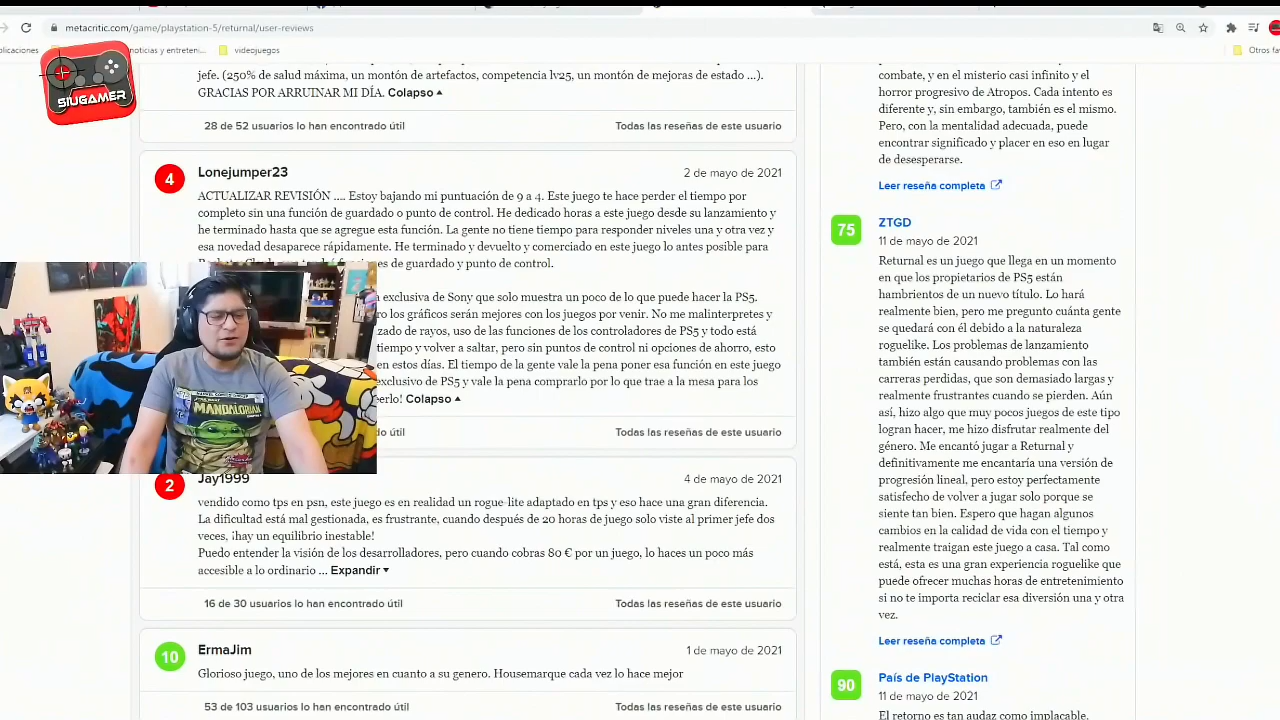 metacritic.com/game/playstation-5/returnal/user-reviews
plicaciones
noticias y entreteni...
videojuegos
Otros fa
SIUGAMER
jefe. (250% de salud máxima, un montón de artefactos, competencia lv25, un montón de mejoras de estado ...).
GRACIAS POR ARRUINAR MI DÍA. Colapso
28 de 52 usuarios lo han encontrado útil
Todas las reseñas de este usuario
4
Lonejumper23
2 de mayo de 2021
ACTUALIZAR REVISIÓN .... Estoy bajando mi puntuación de 9 a 4. Este juego te hace perder el tiempo por
completo sin una función de guardado o punto de control. He dedicado horas a este juego desde su lanzamiento y
he terminado hasta que se agregue esta función. La gente no tiene tiempo para responder niveles una y otra vez y
esa novedad desaparece rápidamente. He terminado y devuelto y comerciado en este juego lo antes posible para
es de guardado y punto de control.
exclusiva de Sony que solo muestra un poco de lo que puede hacer la PS5.
ro los gráficos serán mejores con los juegos por venir. No me malinterpretes y
zado de rayos, uso de las funciones de los controladores de PS5 y todo está
tiempo y volver a saltar, pero sin puntos de control ni opciones de ahorro, esto
en estos días. El tiempo de la gente vale la pena poner esa función en este juego
exclusivo de PS5 y vale la pena comprarlo por lo que trae a la mesa para los
eerlo! Colapso
do útil
Todas las reseñas de este usuario
MANDALORIAN
2
Jay1999
4 de mayo de 2021
vendido como tps en psn, este juego es en realidad un rogue-lite adaptado en tps y eso hace una gran diferencia.
La dificultad está mal gestionada, es frustrante, cuando después de 20 horas de juego solo viste al primer jefe dos
veces, ¡hay un equilibrio inestable!
Puedo entender la visión de los desarrolladores, pero cuando cobras 80 € por un juego, lo haces un poco más
accesible a lo ordinario ... Expandir
16 de 30 usuarios lo han encontrado útil
Todas las reseñas de este usuario
10
ErmaJim
1 de mayo de 2021
Glorioso juego, uno de los mejores en cuanto a su genero. Housemarque cada vez lo hace mejor
53 de 103 usuarios lo han encontrado útil
Todas las reseñas de este usuario
combate, y en el misterio casi infinito y el
horror progresivo de Atropos. Cada intento es
diferente y, sin embargo, también es el mismo.
Pero, con la mentalidad adecuada, puede
encontrar significado y placer en eso en lugar
de desesperarse.
Leer reseña completa
75
ZTGD
11 de mayo de 2021
Returnal es un juego que llega en un momento
en que los propietarios de PS5 están
hambrientos de un nuevo título. Lo hará
realmente bien, pero me pregunto cuánta gente
se quedará con él debido a la naturaleza
roguelike. Los problemas de lanzamiento
también están causando problemas con las
carreras perdidas, que son demasiado largas y
realmente frustrantes cuando se pierden. Aún
así, hizo algo que muy pocos juegos de este tipo
logran hacer, me hizo disfrutar realmente del
género. Me encantó jugar a Returnal y
definitivamente me encantaría una versión de
progresión lineal, pero estoy perfectamente
satisfecho de volver a jugar solo porque se
siente tan bien. Espero que hagan algunos
cambios en la calidad de vida con el tiempo y
realmente traigan este juego a casa. Tal como
está, esta es una gran experiencia roguelike que
puede ofrecer muchas horas de entretenimiento
si no te importa reciclar esa diversión una y otra
vez.
Leer reseña completa
90
País de PlayStation
11 de mayo de 2021
El retorno es tan audaz como implacable.